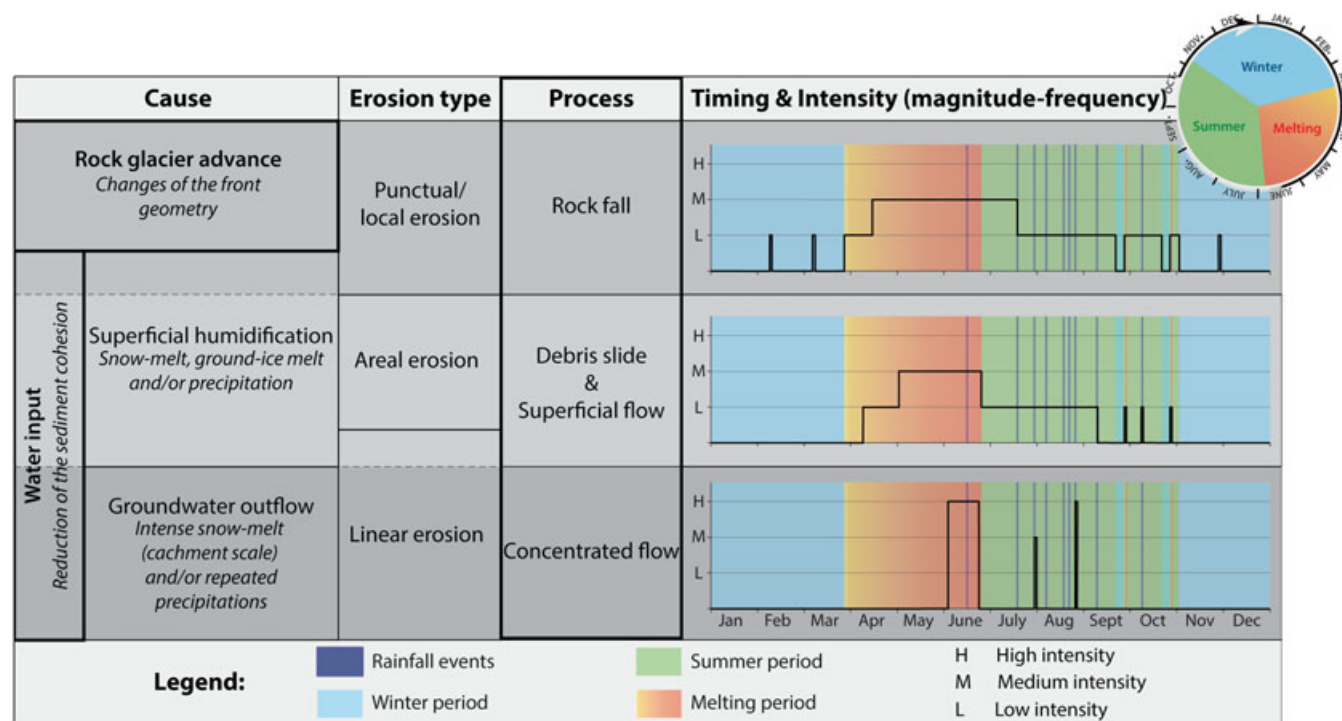 DEC.
JAN.
NOV.
FEB.
Winter
OCT.
Summer
Melting
SEPT.
MAY
AUG.
JULY
JUNE
Cause
Erosion type
Process
Timing & Intensity (magnitude-frequency)
Rock glacier advance
Changes of the front
geometry
Punctual/
local erosion
Rock fall
H
M
L
Water input
Reduction of the sediment cohesion
Superficial humidification
Snow-melt, ground-ice melt
and/or precipitation
Areal erosion
Debris slide
&
Superficial flow
H
M
L
Groundwater outflow
Intense snow-melt
(cachment scale)
and/or repeated
precipitations
Linear erosion
Concentrated flow
H
M
L
Jan Feb Mar Apr May June July Aug Sept Oct Nov Dec
Legend:
Rainfall events
Winter period
Summer period
Melting period
H High intensity
M Medium intensity
L Low intensity